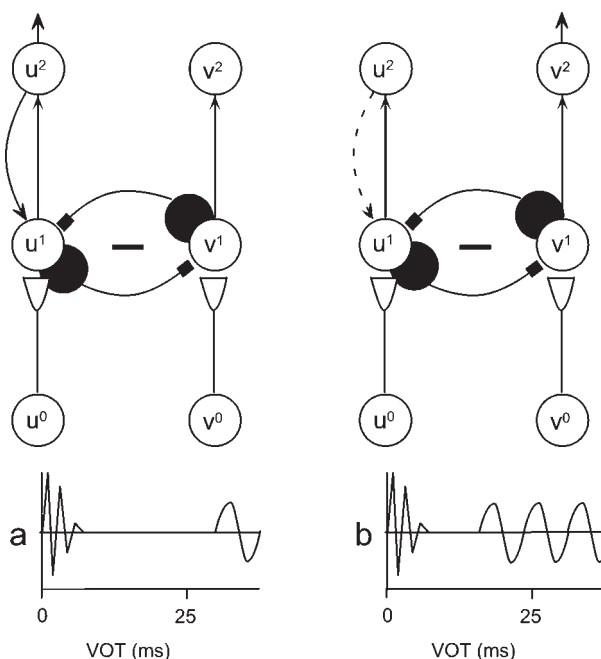 u² v² u² v²
u¹ – v¹ u¹ – v¹
u⁰ v⁰ u⁰ v⁰
a b
0 25 0 25
VOT (ms) VOT (ms)